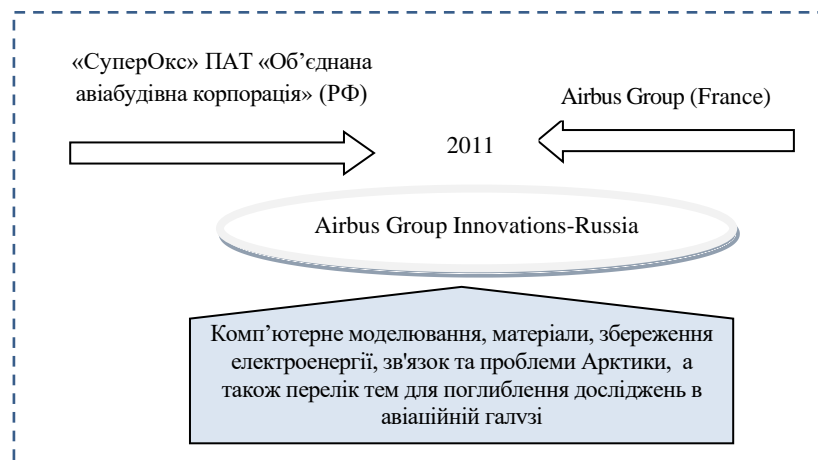 «СуперОкс» ПАТ «Об’єднана
авіабудівна корпорація» (РФ)
Airbus Group (France)
2011
Airbus Group Innovations-Russia
Комп’ютерне моделювання, матеріали, збереження
електроенергії, зв'язок та проблеми Арктики, а
також перелік тем для поглиблення досліджень в
авіаційній галузі